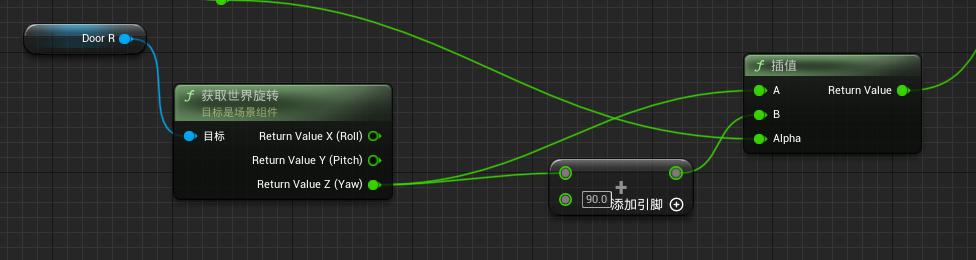 Door R
f 获取世界旋转
目标是场景组件
目标 Return Value X (Roll)
Return Value Y (Pitch)
Return Value Z (Yaw)
90.0
+
添加引脚
f 插值
A Return Value
B
Alpha